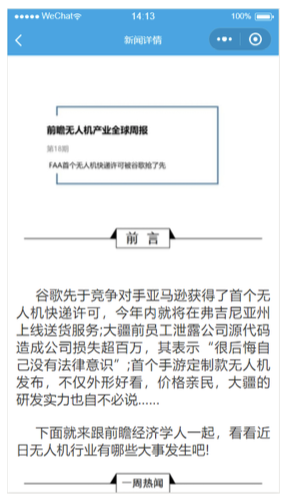 WeChat
14:13
100%
新闻详情
前瞻无人机产业全球周报
第18期
FAA首个无人机快递许可被谷歌抢了先
前 言
谷歌先于竞争对手亚马逊获得了首个无
人机快递许可，今年内就将在弗吉尼亚州
上线送货服务;大疆前员工泄露公司源代码
造成公司损失超百万，其表示“很后悔自
己没有法律意识”;首个手游定制款无人机
发布，不仅外形好看，价格亲民，大疆的
研发实力也自不必说......
下面就来跟前瞻经济学人一起，看看近
日无人机行业有哪些大事发生吧!
一周热闻